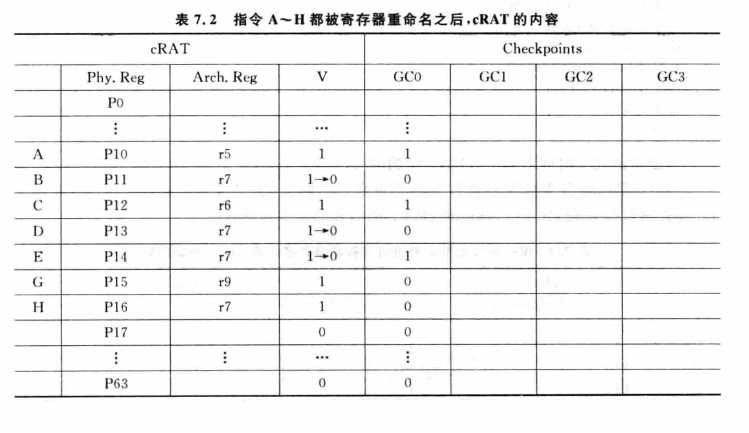 表 7.2 指令 A～H 都被寄存器重命名之后,cRAT 的内容
cRAT Checkpoints
Phy. Reg Arch. Reg V GC0 GC1 GC2 GC3
P0
⋮ ⋮ ⋯ ⋮
A P10 r5 1 1
B P11 r7 1→0 0
C P12 r6 1 1
D P13 r7 1→0 0
E P14 r7 1→0 1
G P15 r9 1 0
H P16 r7 1 0
P17 0 0
⋮ ⋮ ⋯ ⋮
P63 0 0